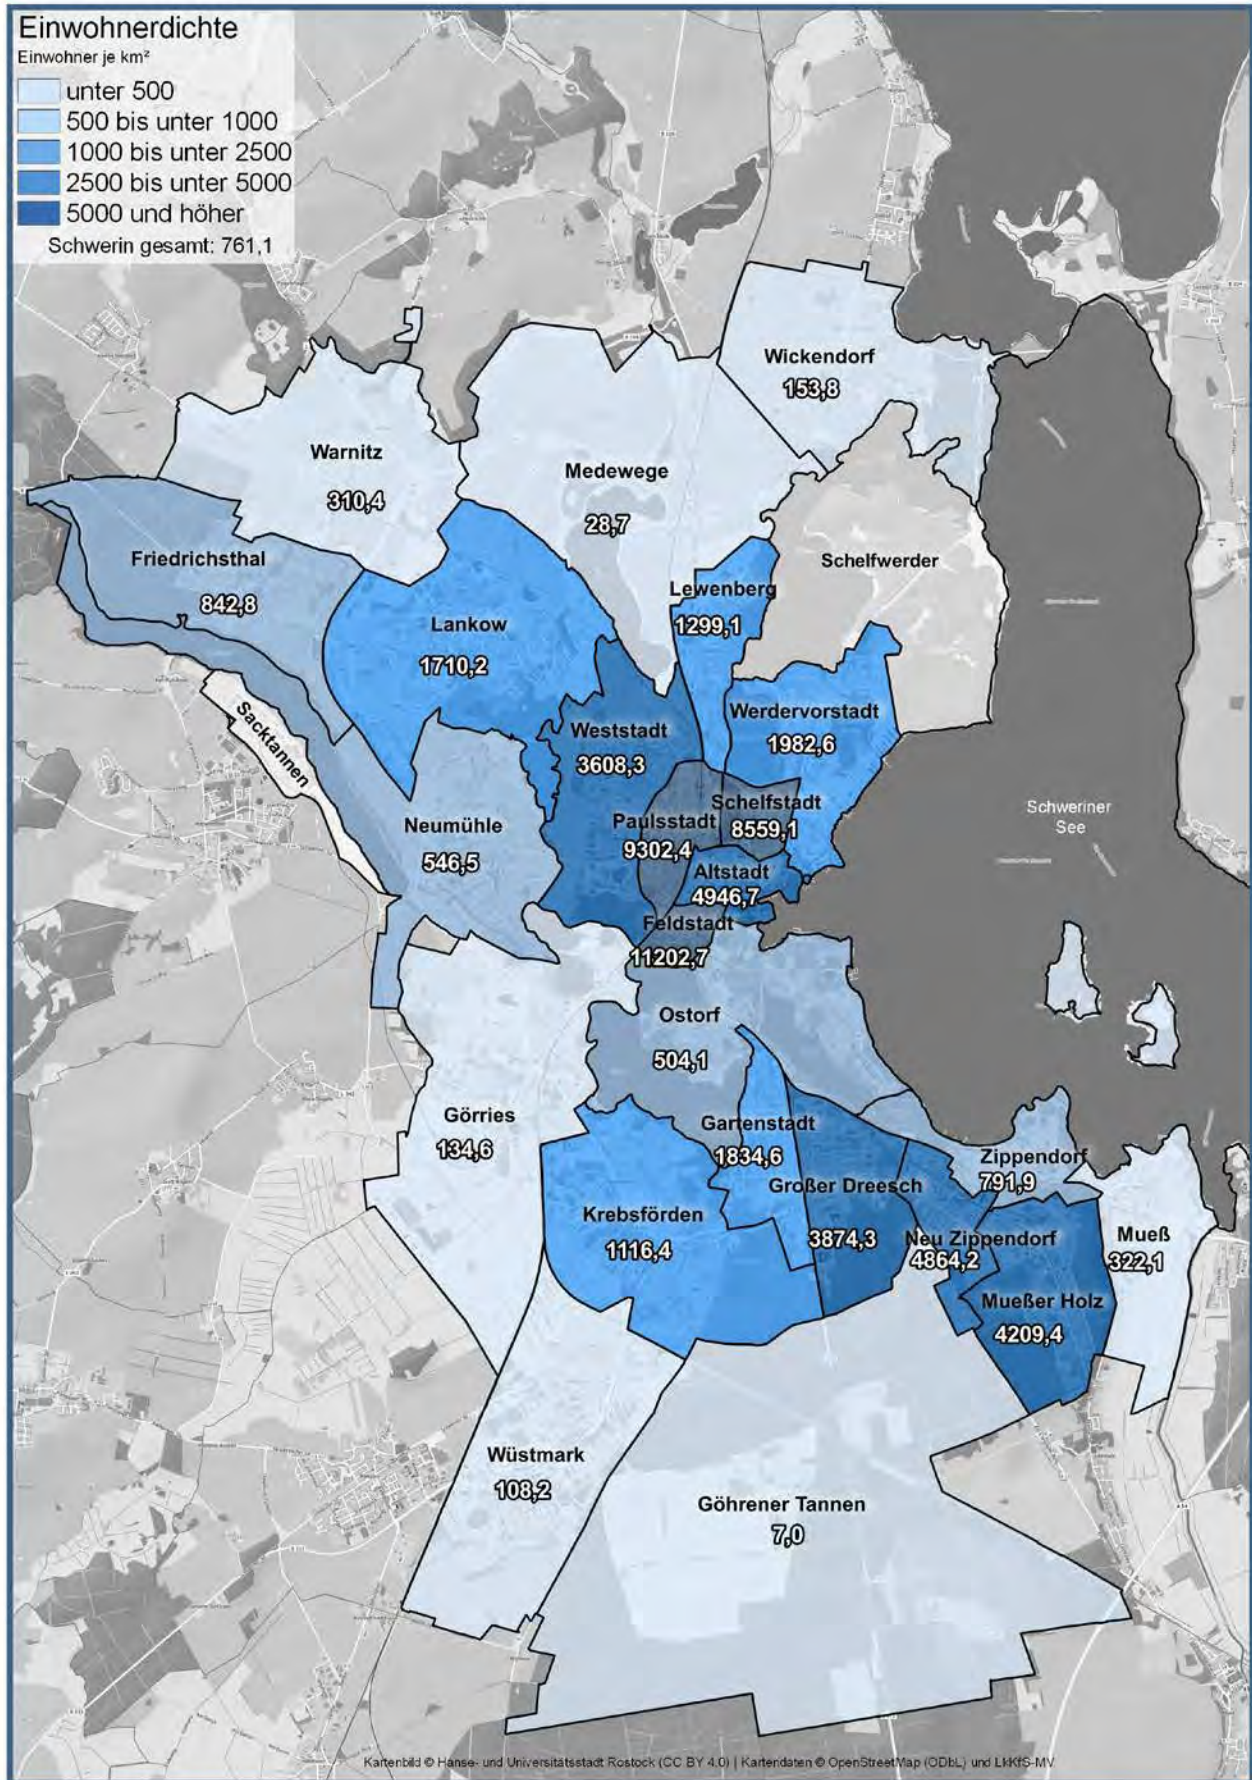 Einwohnerdichte
Einwohner je km²
unter 500
500 bis unter 1000
1000 bis unter 2500
2500 bis unter 5000
5000 und höher
Schwerin gesamt: 761,1
Wickendorf
153,8
Warnitz
310,4
Medewege
28,7
Friedrichsthal
842,8
Schelfwerder
Lewenberg
1299,1
Lankow
1710,2
Sacktannen
Weststadt
3608,3
Werdervorstadt
1982,6
Neumühle
546,5
Paulsstadt
9302,4
Schelfstadt
8559,1
Schweriner
See
Altstadt
4946,7
Feldstadt
11202,7
Ostorf
504,1
Görries
134,6
Gartenstadt
1834,6
Großer Dreesch
3874,3
Zippendorf
791,9
Krebsförden
1116,4
Neu Zippendorf
4864,2
Mueß
322,1
Mueßer Holz
4209,4
Wüstmark
108,2
Göhrener Tannen
7,0
Kartenbild © Hanse- und Universitätsstadt Rostock (CC BY 4.0) | Kartendaten © OpenStreetMap (ODbL) und LkKfS-MV